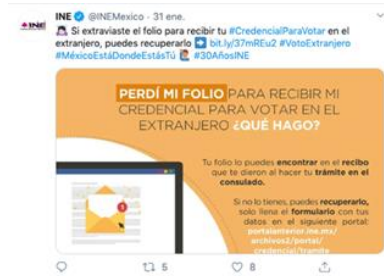 INE @INEMexico · 31 ene.
Si extraviaste el folio para recibir tu #CredencialParaVotar en el
extranjero, puedes recuperarlo ➡ bit.ly/37mREu2 #VotoExtranjero
#MéxicoEstáDondeEstásTú #30AñosINE
INE
PERDÍ MI FOLIO PARA RECIBIR MI
CREDENCIAL PARA VOTAR EN EL
EXTRANJERO ¿QUÉ HAGO?
Tu folio lo puedes encontrar en el recibo
que te dieron al hacer tu trámite en el
consulado.
Si no lo tienes, puedes recuperarlo,
solo llena el formulario con tus
datos en el siguiente portal:
portalanterior.ine.mx/
archivos2/portal/
credencial/tramite
5
8